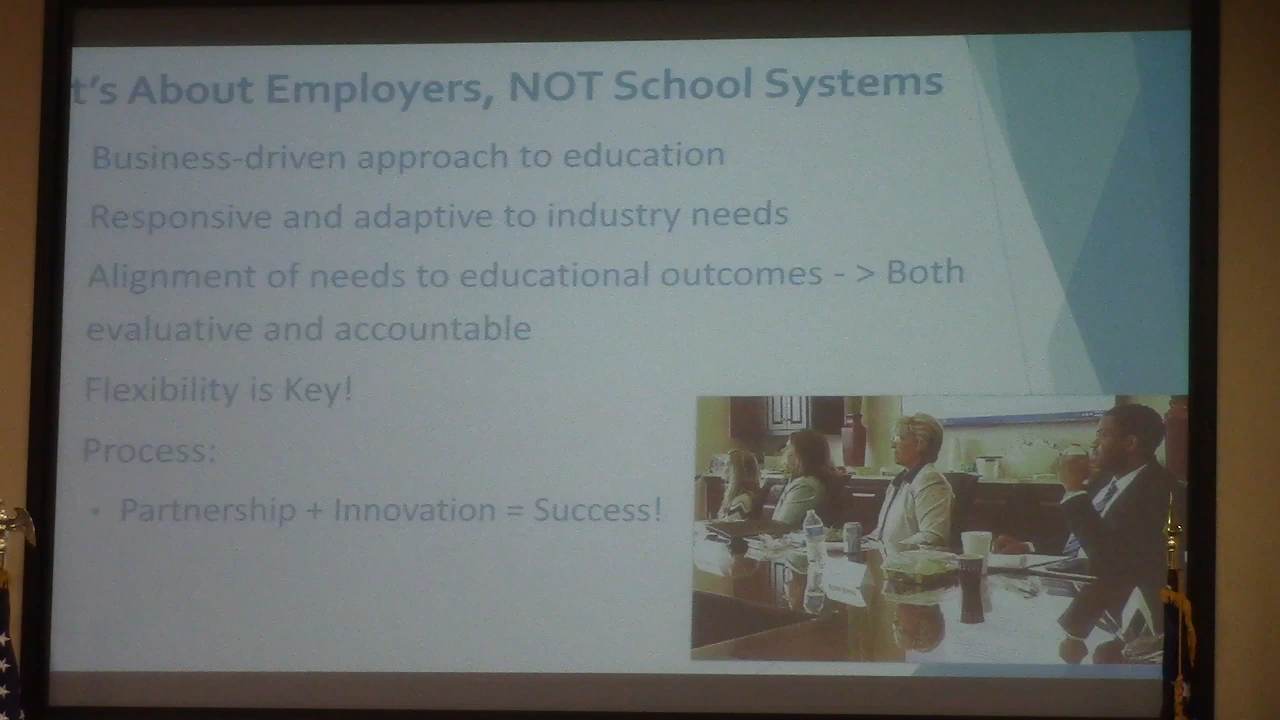 t's About Employers, NOT School Systems
Business-driven approach to education
Responsive and adaptive to industry needs
Alignment of needs to educational outcomes - > Both
evaluative and accountable
Flexibility is Key!
Process:
• Partnership + Innovation = Success!